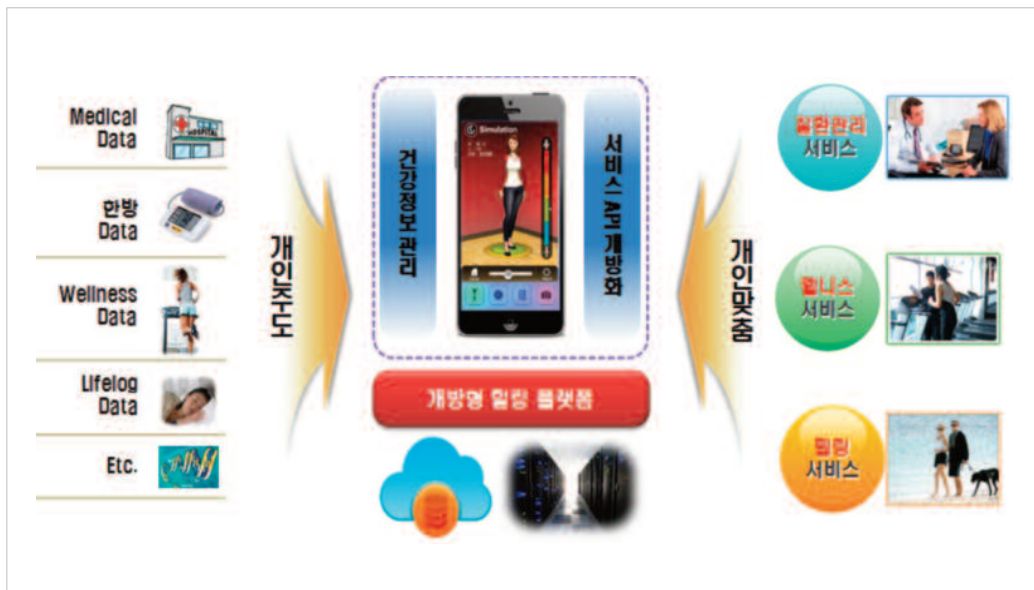 Medical
Data
한방
Data
Wellness
Data
Lifelog
Data
Etc.
개인주도
건강정보관리
HOSPITAL
Simulation
서비스 API 개방화
개방형 힐링 플랫폼
개인맞춤
질환관리
서비스
웰니스
서비스
힐링
서비스